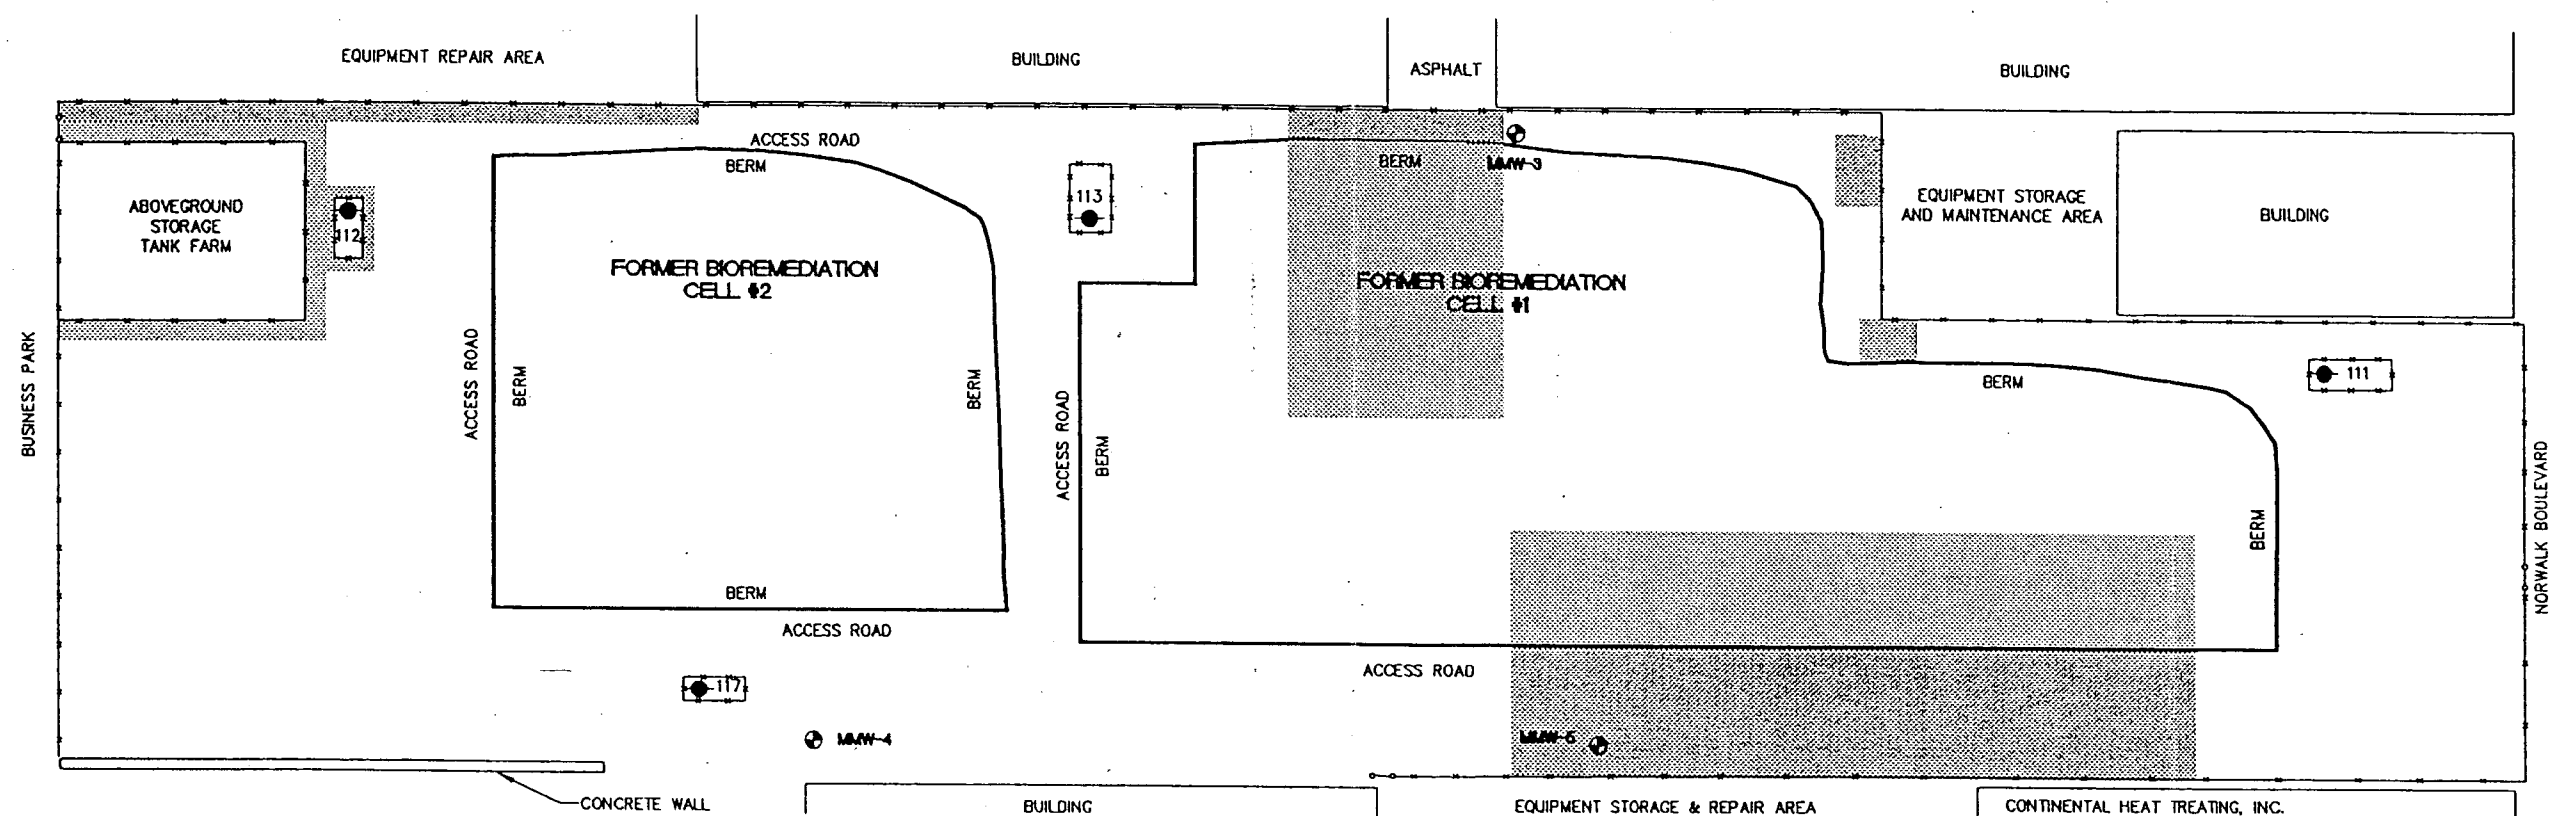 EQUIPMENT REPAIR AREA
BUILDING
ASPHALT
BUILDING
ACCESS ROAD
BERM
BERM
MMW-3
113
ABOVEGROUND
STORAGE
TANK FARM
112
EQUIPMENT STORAGE
AND MAINTENANCE AREA
BUILDING
FORMER BIOREMEDIATION
CELL #2
FORMER BIOREMEDIATION
CELL #1
BUSINESS PARK
ACCESS ROAD
BERM
BERM
ACCESS ROAD
BERM
BERM
111
BERM
NORWALK BOULEVARD
BERM
ACCESS ROAD
ACCESS ROAD
117
MMW-4
MMW-5
CONCRETE WALL
BUILDING
EQUIPMENT STORAGE & REPAIR AREA
CONTINENTAL HEAT TREATING, INC.